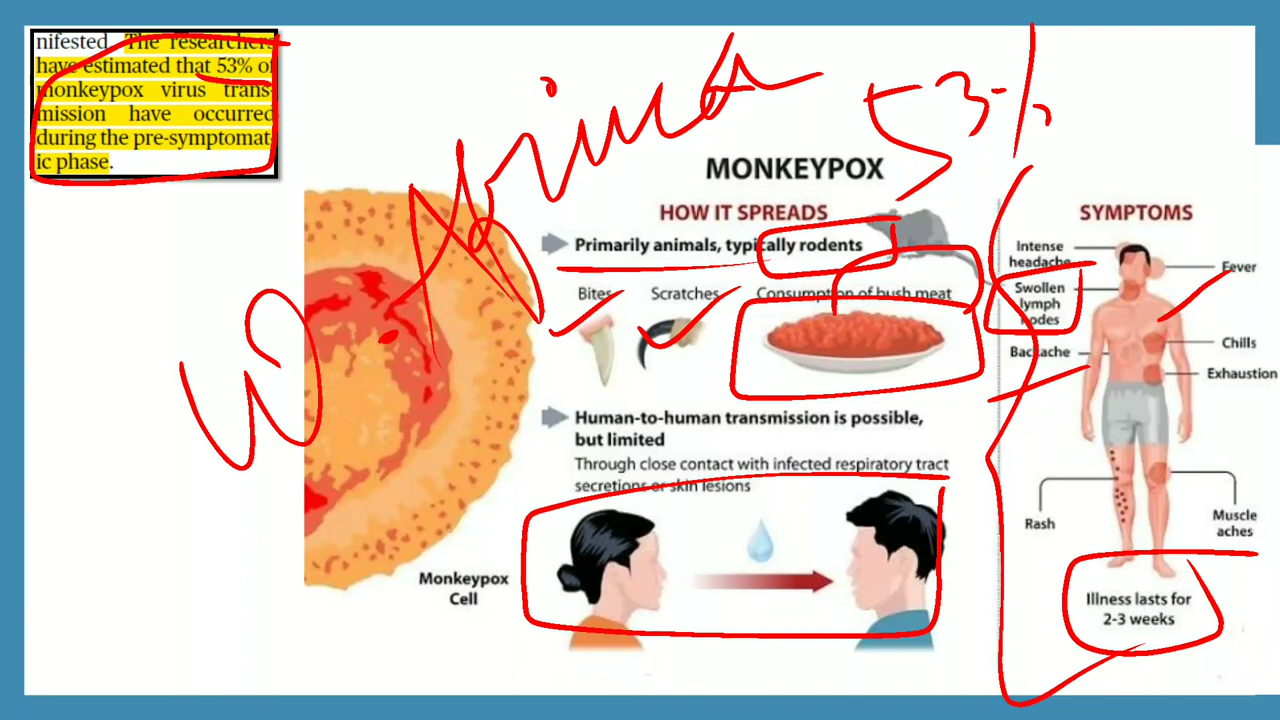 nifested. The researchers
have estimated that 53% of
monkeypox virus trans-
mission have occurred
during the pre-symptomat-
ic phase.
W. Africa
53%
MONKEYPOX
HOW IT SPREADS
Primarily animals, typically rodents
Bites
Scratches
Consumption of bush meat
Human-to-human transmission is possible,
but limited
Through close contact with infected respiratory tract
secretions or skin lesions
Monkeypox
Cell
SYMPTOMS
Intense
headache
Fever
Swollen
lymph
nodes
Backache
Chills
Exhaustion
Rash
Muscle
aches
Illness lasts for
2-3 weeks